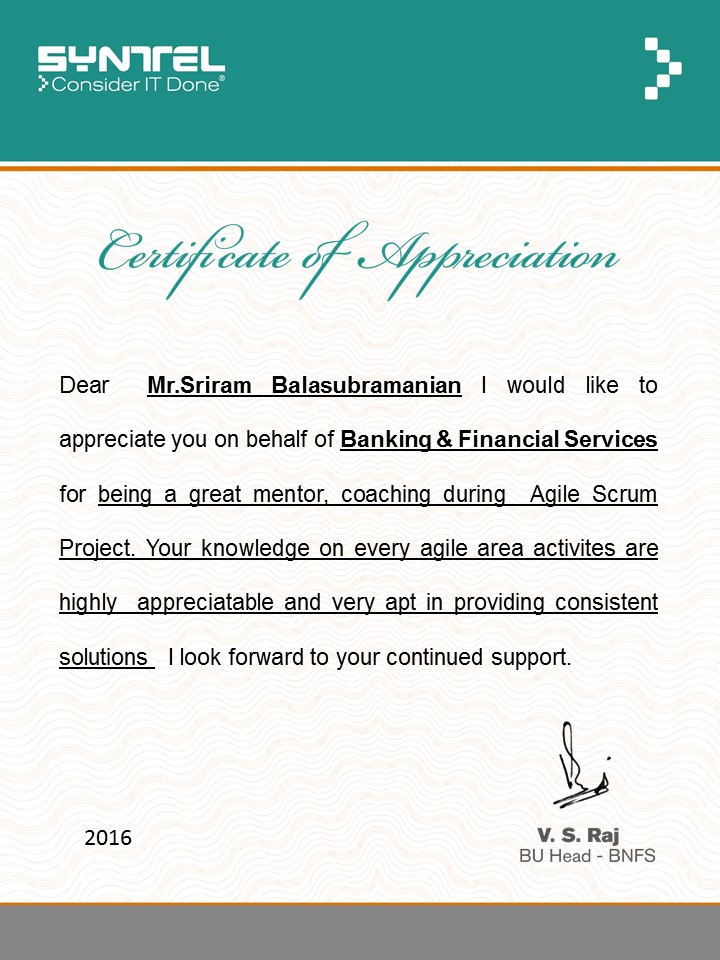 SYNTEL
Consider IT Done®
Certificate of Appreciation
Dear Mr.Sriram Balasubramanian I would like to
appreciate you on behalf of Banking & Financial Services
for being a great mentor, coaching during Agile Scrum
Project. Your knowledge on every agile area activites are
highly appreciatable and very apt in providing consistent
solutions I look forward to your continued support.
2016
V. S. Raj
BU Head - BNFS